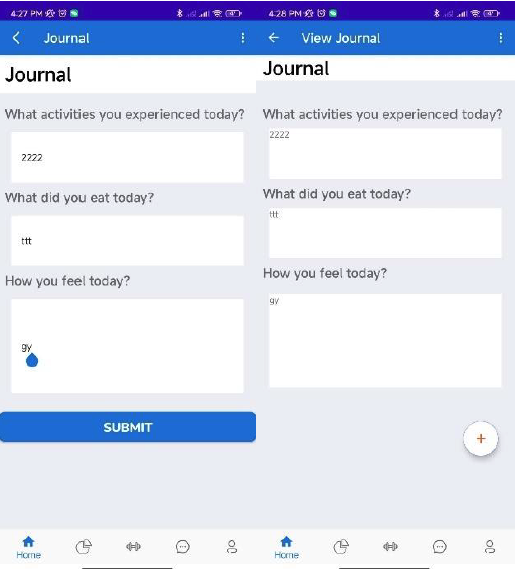 4:27 PM
Journal
Journal
What activities you experienced today?
2222
What did you eat today?
ttt
How you feel today?
gy
SUBMIT
Home
4:28 PM
View Journal
Journal
What activities you experienced today?
2222
What did you eat today?
ttt
How you feel today?
gy
+
Home